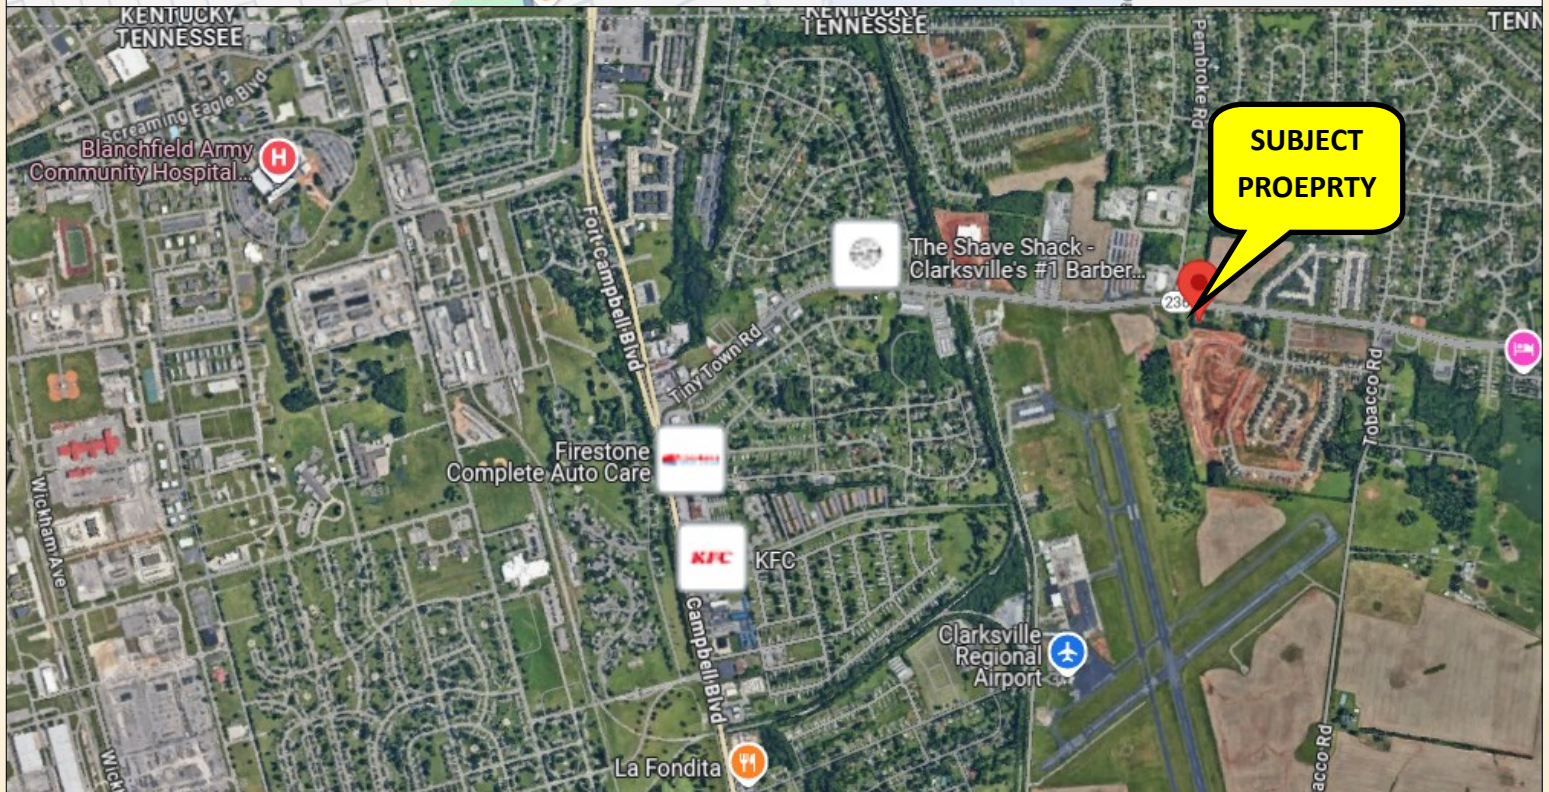 KENTUCKY
TENNESSEE
KENTUCKY
TENNESSEE
TENN
Pembroke Rd
Screaming Eagle Blvd
Blanchfield Army
Community Hospital...
H
SUBJECT
PROEPRTY
Fort Campbell Blvd
The Shave Shack -
Clarksville's #1 Barber...
236
Tiny Town Rd
Tobacco Rd
Firestone
Complete Auto Care
Wickham Ave
KFC
KFC
Campbell Blvd
Clarksville
Regional
Airport
La Fondita
Wick
acco Rd